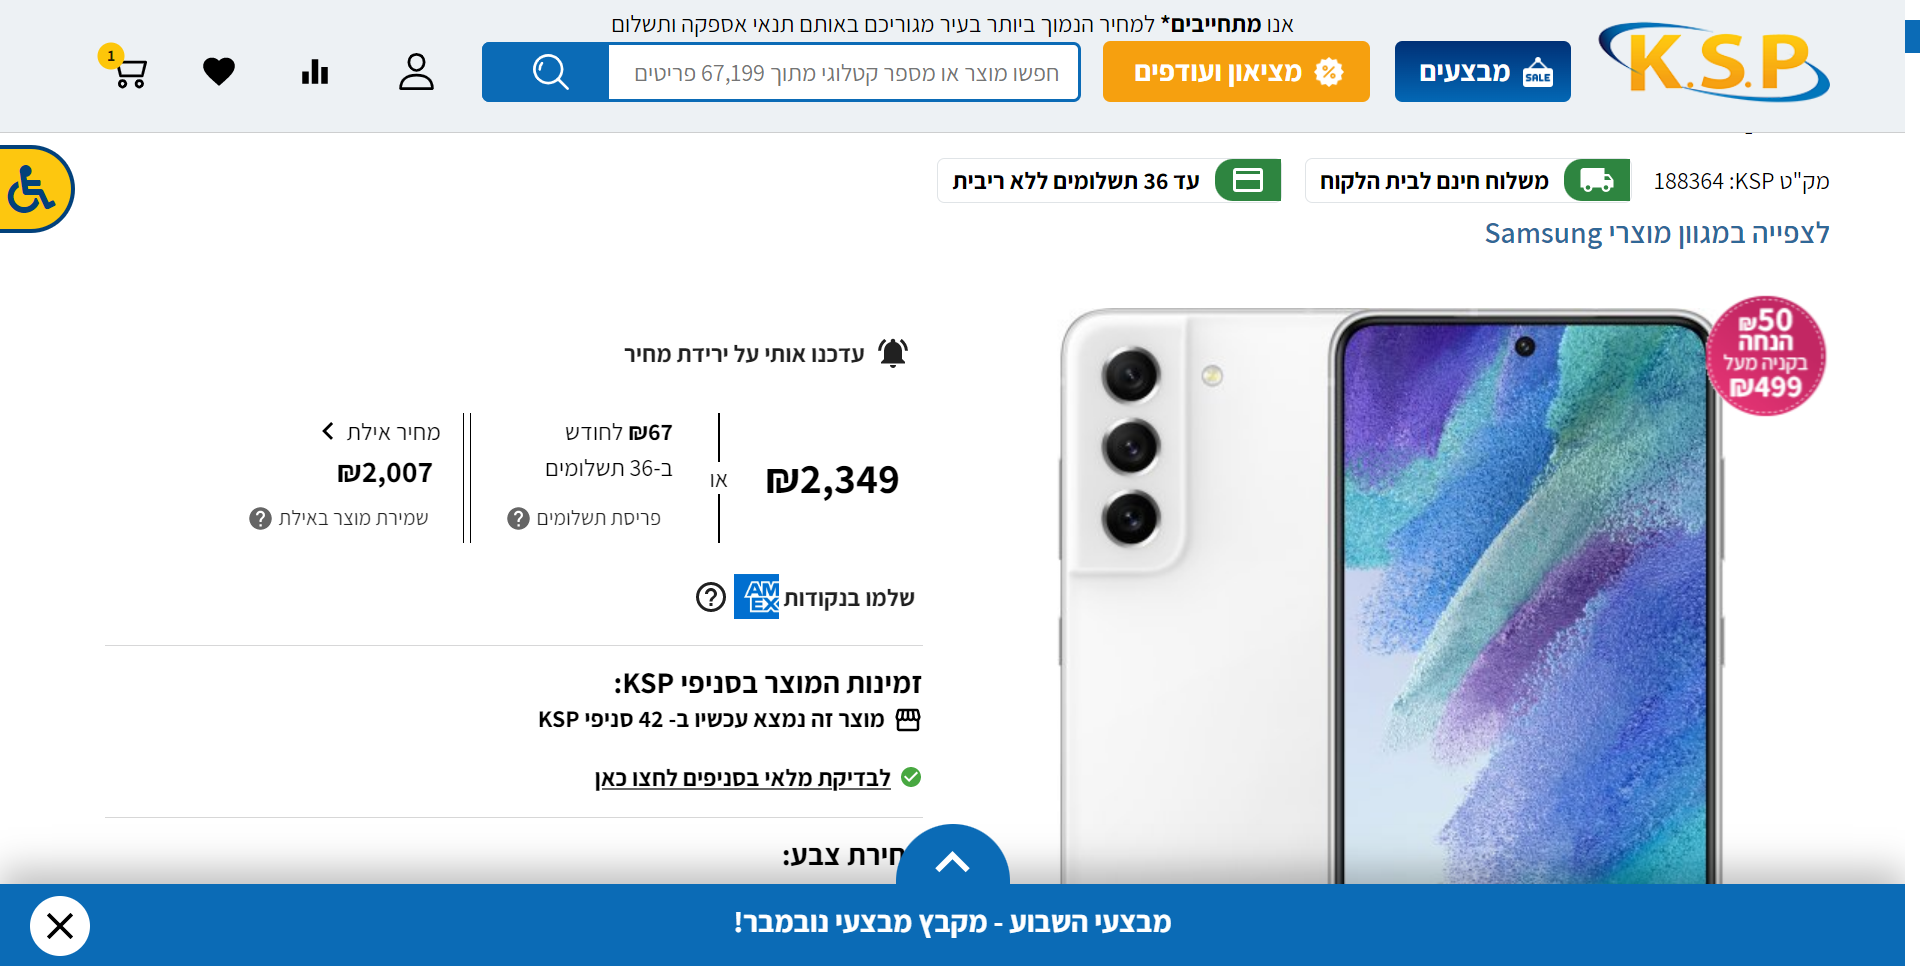 אנו מתחייבים* למחיר הנמוך ביותר בעיר מגוריכם באותם תנאי אספקה ותשלום
K.S.P
SALE מבצעים
מציאון ועודפים
חפשו מוצר או מספר קטלוגי מתוך 67,199 פריטים
1
מק"ט KSP: 188364
משלוח חינם לבית הלקוח
עד 36 תשלומים ללא ריבית
לצפייה במגוון מוצרי Samsung
₪50
הנחה
בקניה מעל
₪499
עדכנו אותי על ירידת מחיר
₪2,349
או
₪67 לחודש
ב-36 תשלומים
פריסת תשלומים
מחיר אילת
₪2,007
שמירת מוצר באילת
שלמו בנקודות AMEX
זמינות המוצר בסניפי KSP:
מוצר זה נמצא עכשיו ב- 42 סניפי KSP
לבדיקת מלאי בסניפים לחצו כאן
חירת צבע:
מבצעי השבוע - מקבץ מבצעי נובמבר!